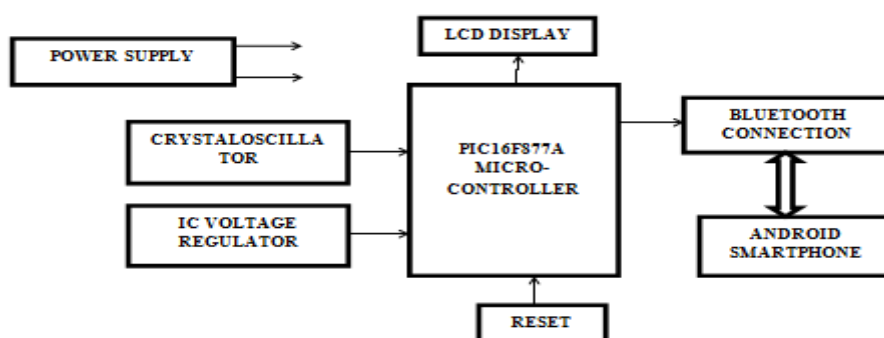 LCD DISPLAY
POWER SUPPLY
BLUETOOTH
CONNECTION
CRYSTALOSCILLA
TOR
PIC16F877A
MICRO-
CONTROLLER
IC VOLTAGE
REGULATOR
ANDROID
SMARTPHONE
RESET